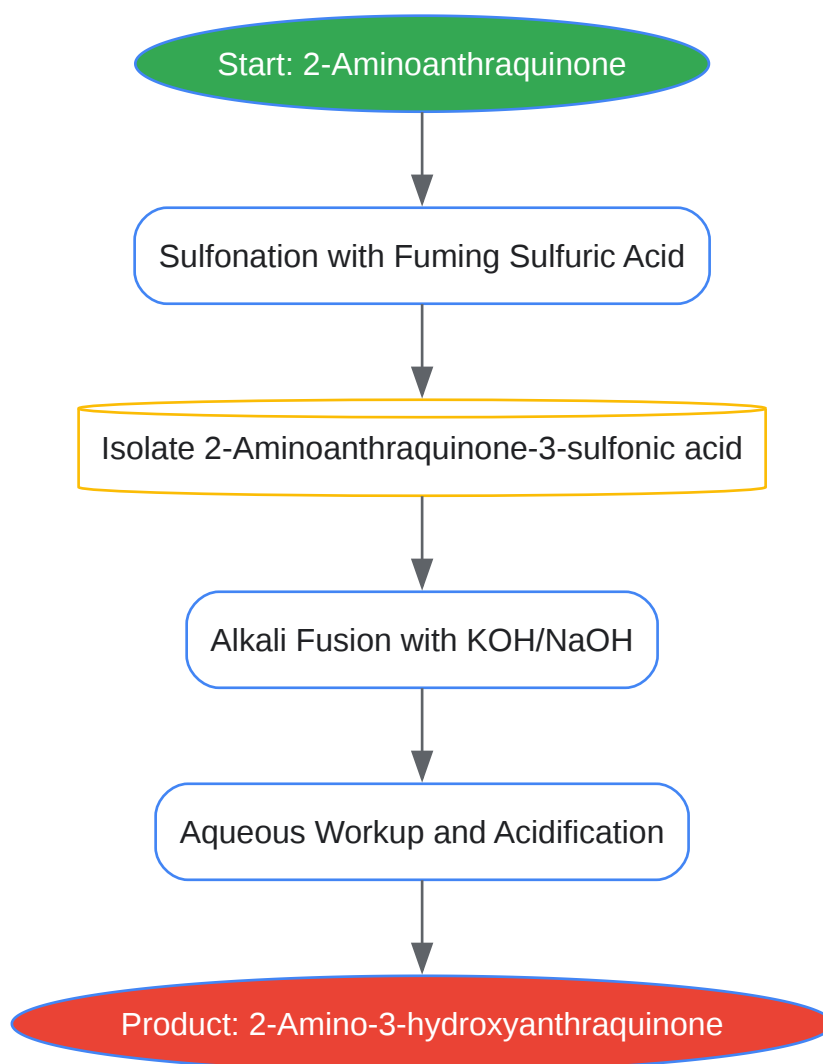 Start: 2-Aminoanthraquinone
Sulfonation with Fuming Sulfuric Acid
Isolate 2-Aminoanthraquinone-3-sulfonic acid
Alkali Fusion with KOH/NaOH
Aqueous Workup and Acidification
Product: 2-Amino-3-hydroxyanthraquinone